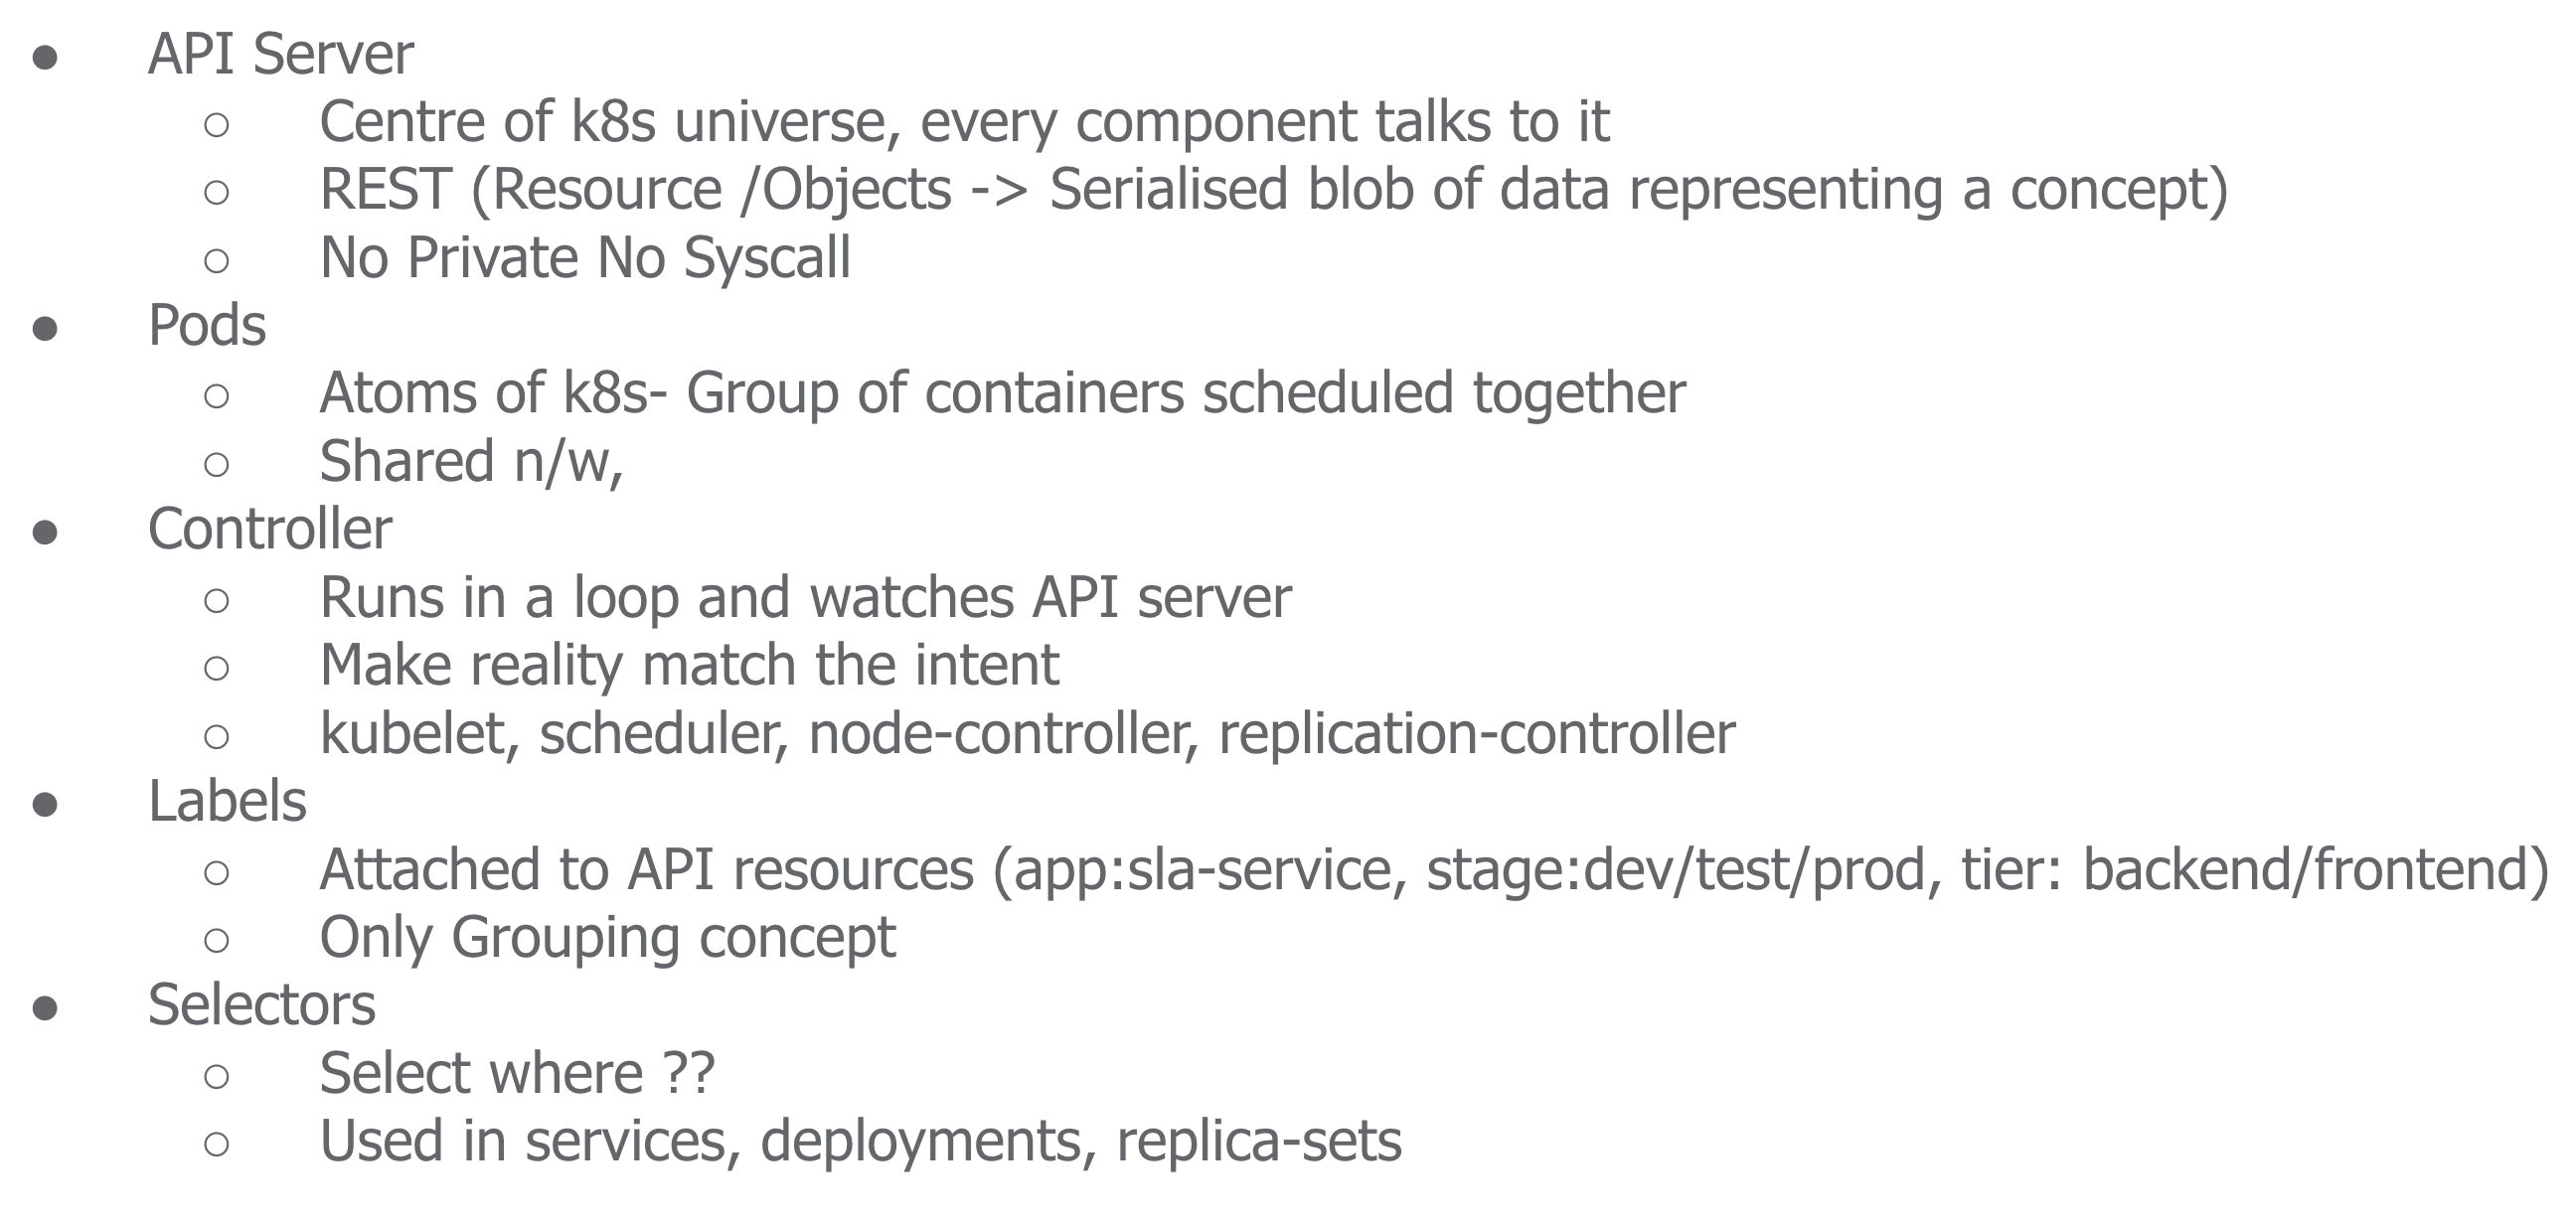 ● API Server
○ Centre of k8s universe, every component talks to it
○ REST (Resource /Objects -> Serialised blob of data representing a concept)
○ No Private No Syscall
● Pods
○ Atoms of k8s- Group of containers scheduled together
○ Shared n/w,
● Controller
○ Runs in a loop and watches API server
○ Make reality match the intent
○ kubelet, scheduler, node-controller, replication-controller
● Labels
○ Attached to API resources (app:sla-service, stage:dev/test/prod, tier: backend/frontend)
○ Only Grouping concept
● Selectors
○ Select where ??
○ Used in services, deployments, replica-sets